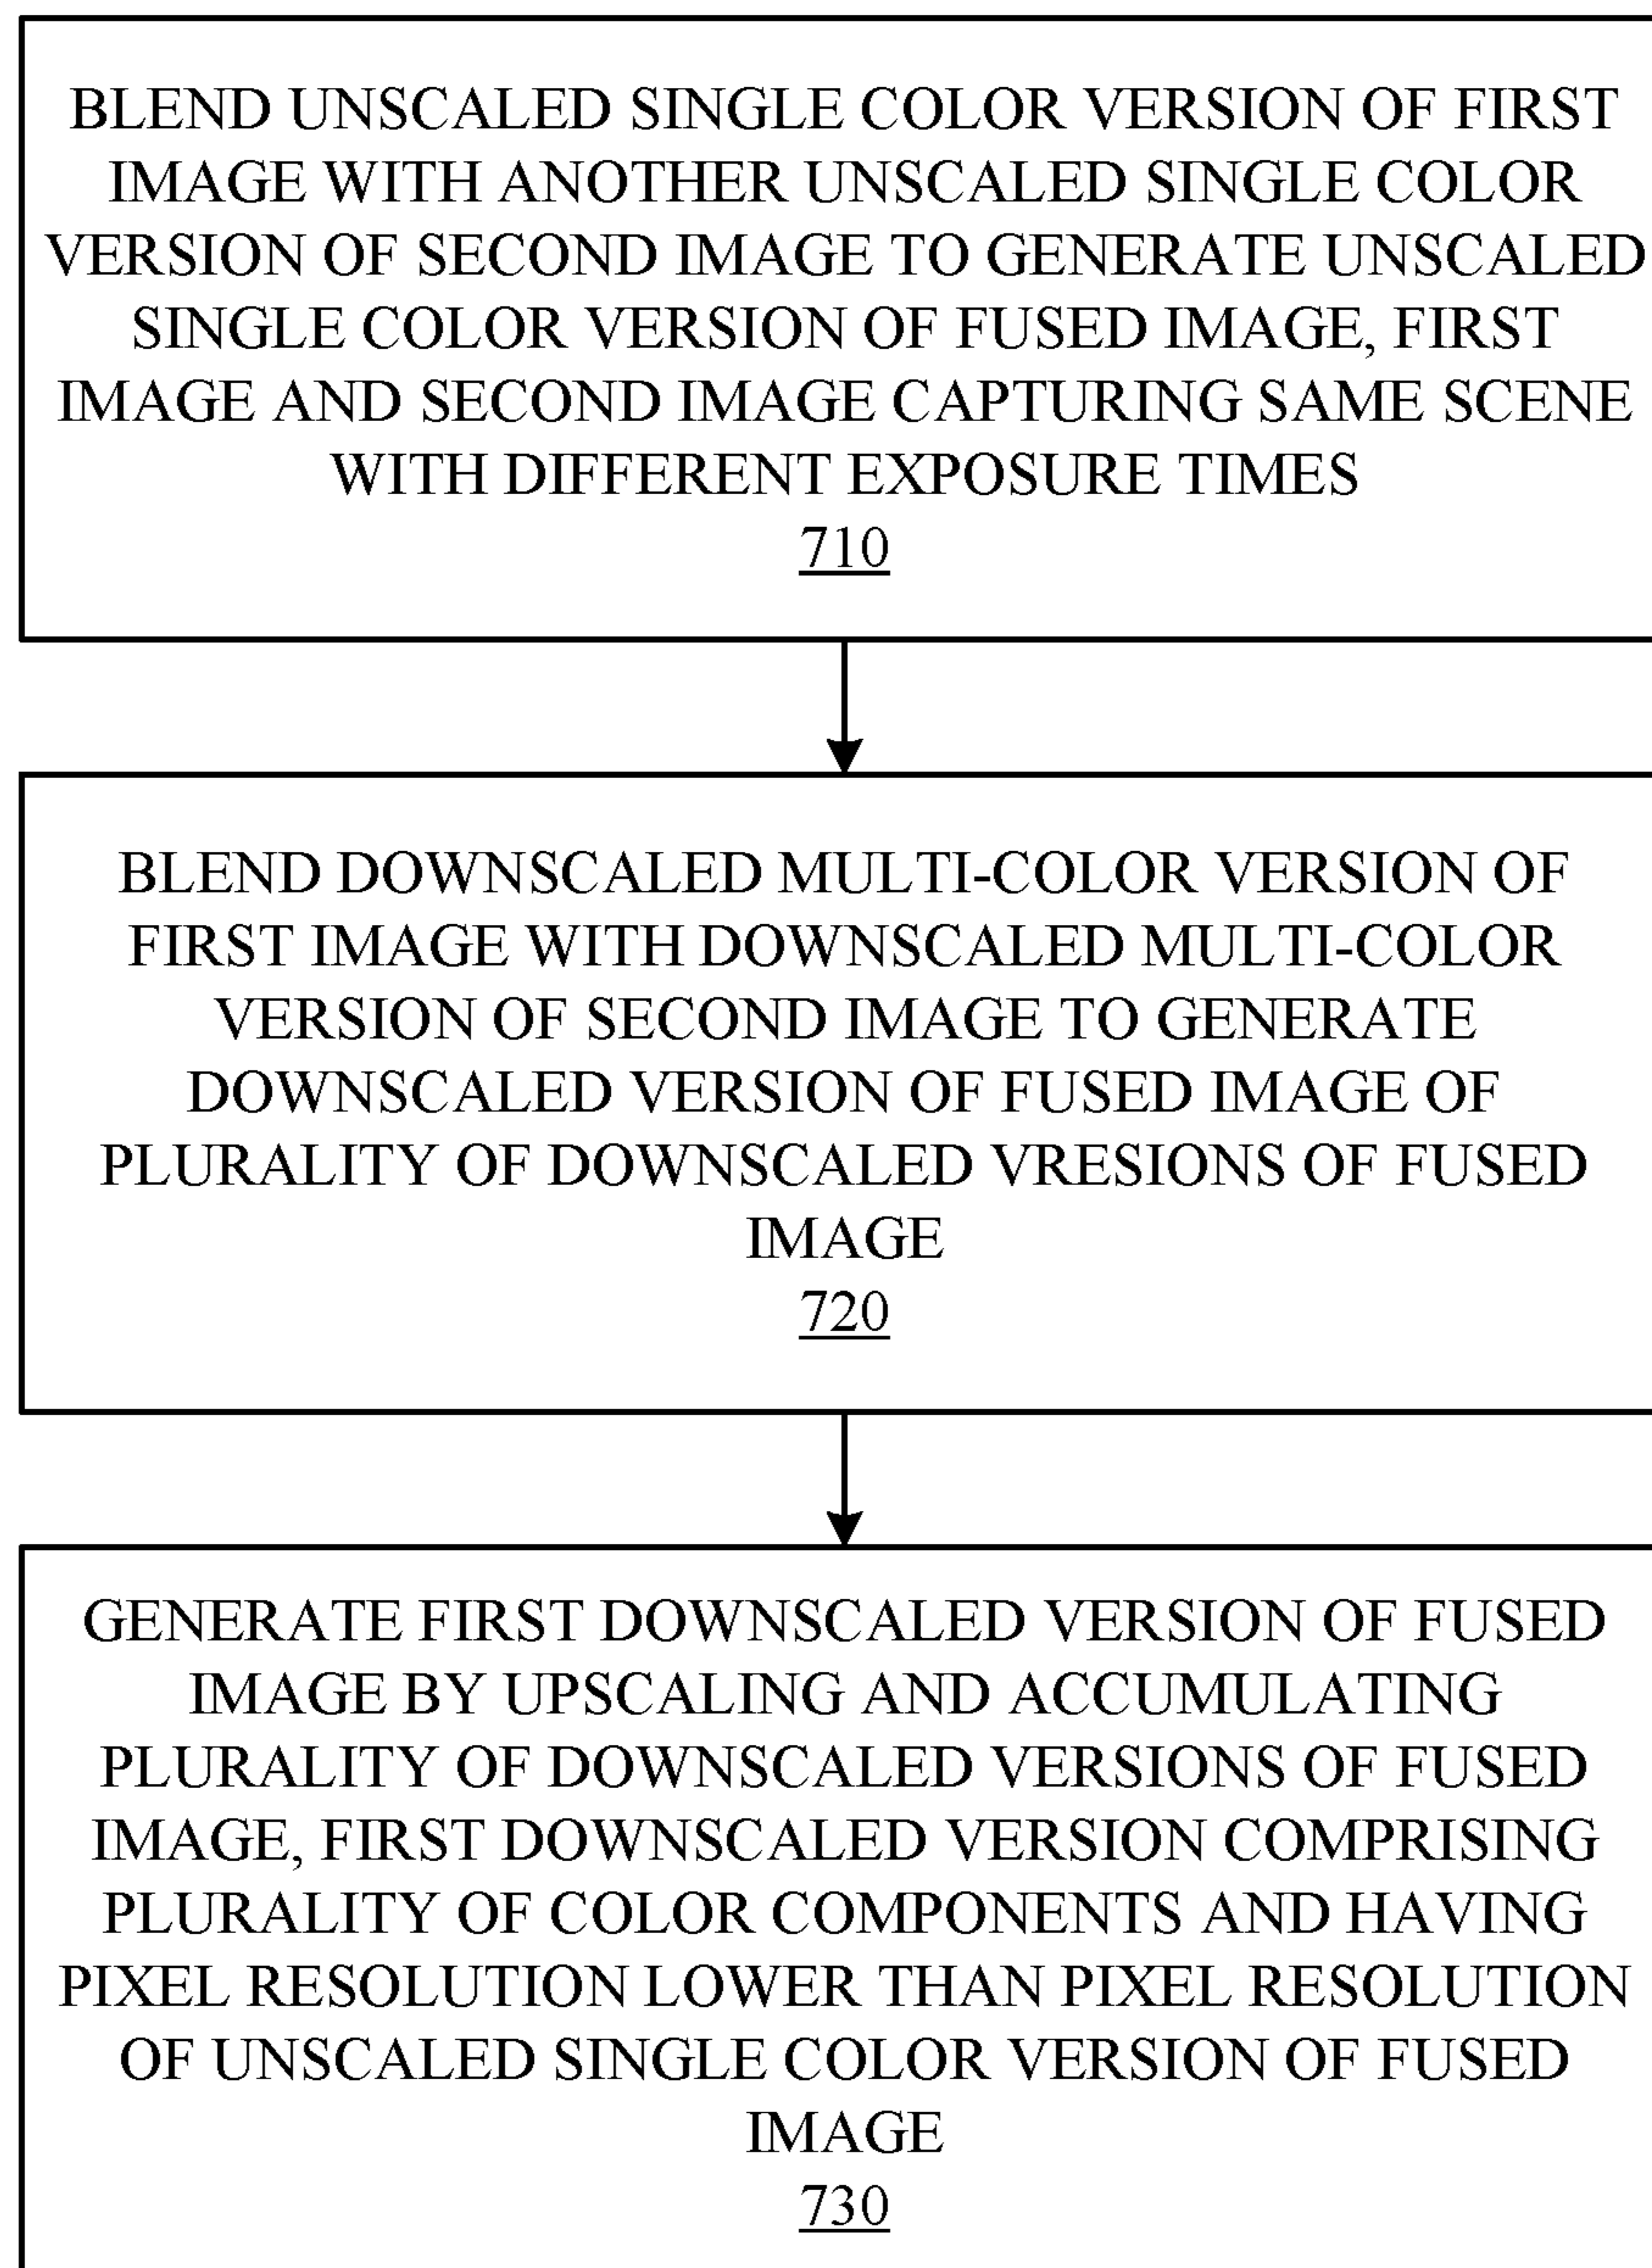 BLEND UNSCALED SINGLE COLOR VERSION OF FIRST
IMAGE WITH ANOTHER UNSCALED SINGLE COLOR
VERSION OF SECOND IMAGE TO GENERATE UNSCALED
SINGLE COLOR VERSION OF FUSED IMAGE, FIRST
IMAGE AND SECOND IMAGE CAPTURING SAME SCENE
WITH DIFFERENT EXPOSURE TIMES
710
BLEND DOWNSCALED MULTI-COLOR VERSION OF
FIRST IMAGE WITH DOWNSCALED MULTI-COLOR
VERSION OF SECOND IMAGE TO GENERATE
DOWNSCALED VERSION OF FUSED IMAGE OF
PLURALITY OF DOWNSCALED VRESIONS OF FUSED
IMAGE
720
GENERATE FIRST DOWNSCALED VERSION OF FUSED
IMAGE BY UPSCALING AND ACCUMULATING
PLURALITY OF DOWNSCALED VERSIONS OF FUSED
IMAGE, FIRST DOWNSCALED VERSION COMPRISING
PLURALITY OF COLOR COMPONENTS AND HAVING
PIXEL RESOLUTION LOWER THAN PIXEL RESOLUTION
OF UNSCALED SINGLE COLOR VERSION OF FUSED
IMAGE
730